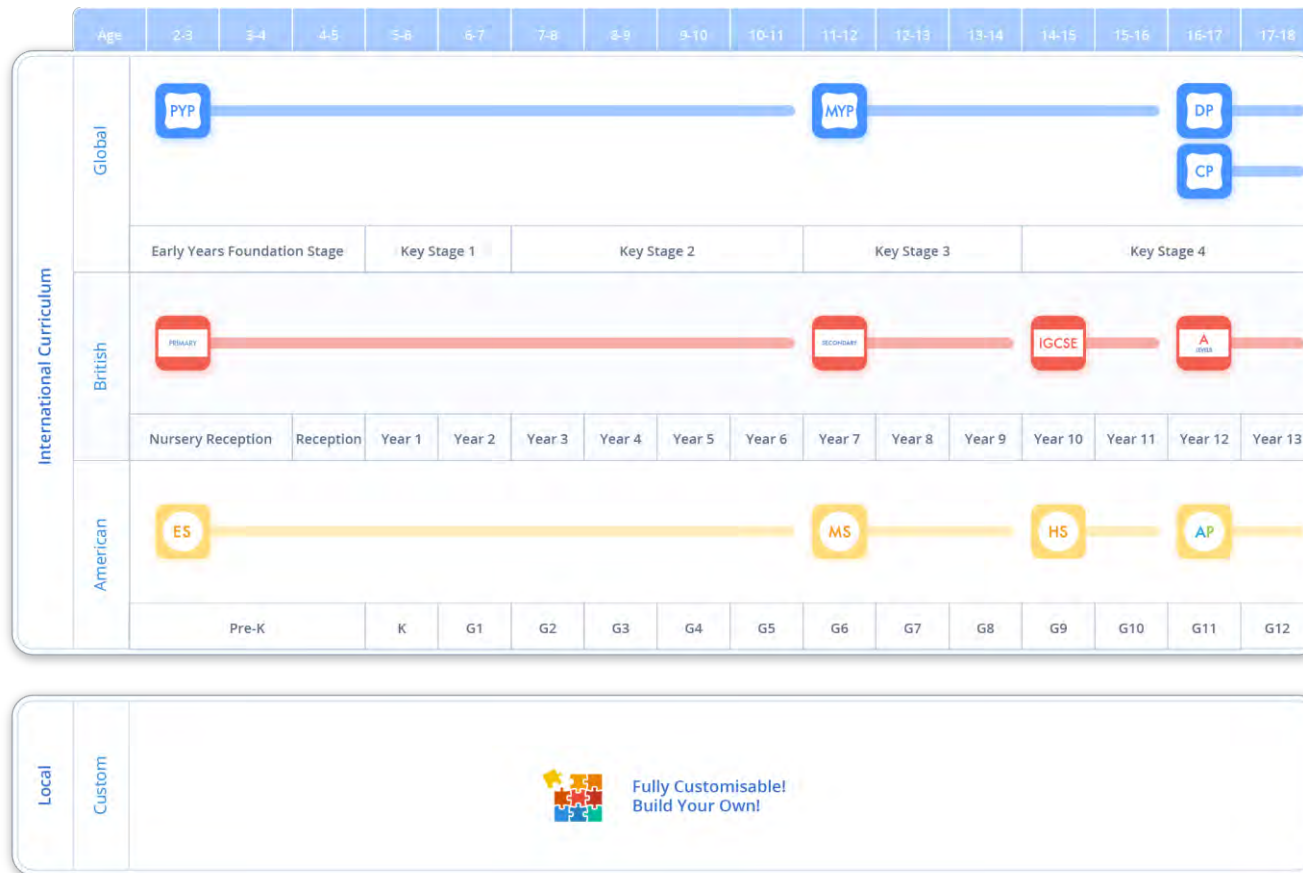 Age 2-3 3-4 4-5 5-6 6-7 7-8 8-9 9-10 10-11 11-12 12-13 13-14 14-15 15-16 16-17 17-18
International Curriculum
Global
PYP MYP DP
CP
Early Years Foundation Stage Key Stage 1 Key Stage 2 Key Stage 3 Key Stage 4
British
PRIMARY SECONDARY IGCSE A
LEVELS
Nursery Reception Reception Year 1 Year 2 Year 3 Year 4 Year 5 Year 6 Year 7 Year 8 Year 9 Year 10 Year 11 Year 12 Year 13
American
ES MS HS AP
Pre-K K G1 G2 G3 G4 G5 G6 G7 G8 G9 G10 G11 G12
Local
Custom
Fully Customisable!
Build Your Own!